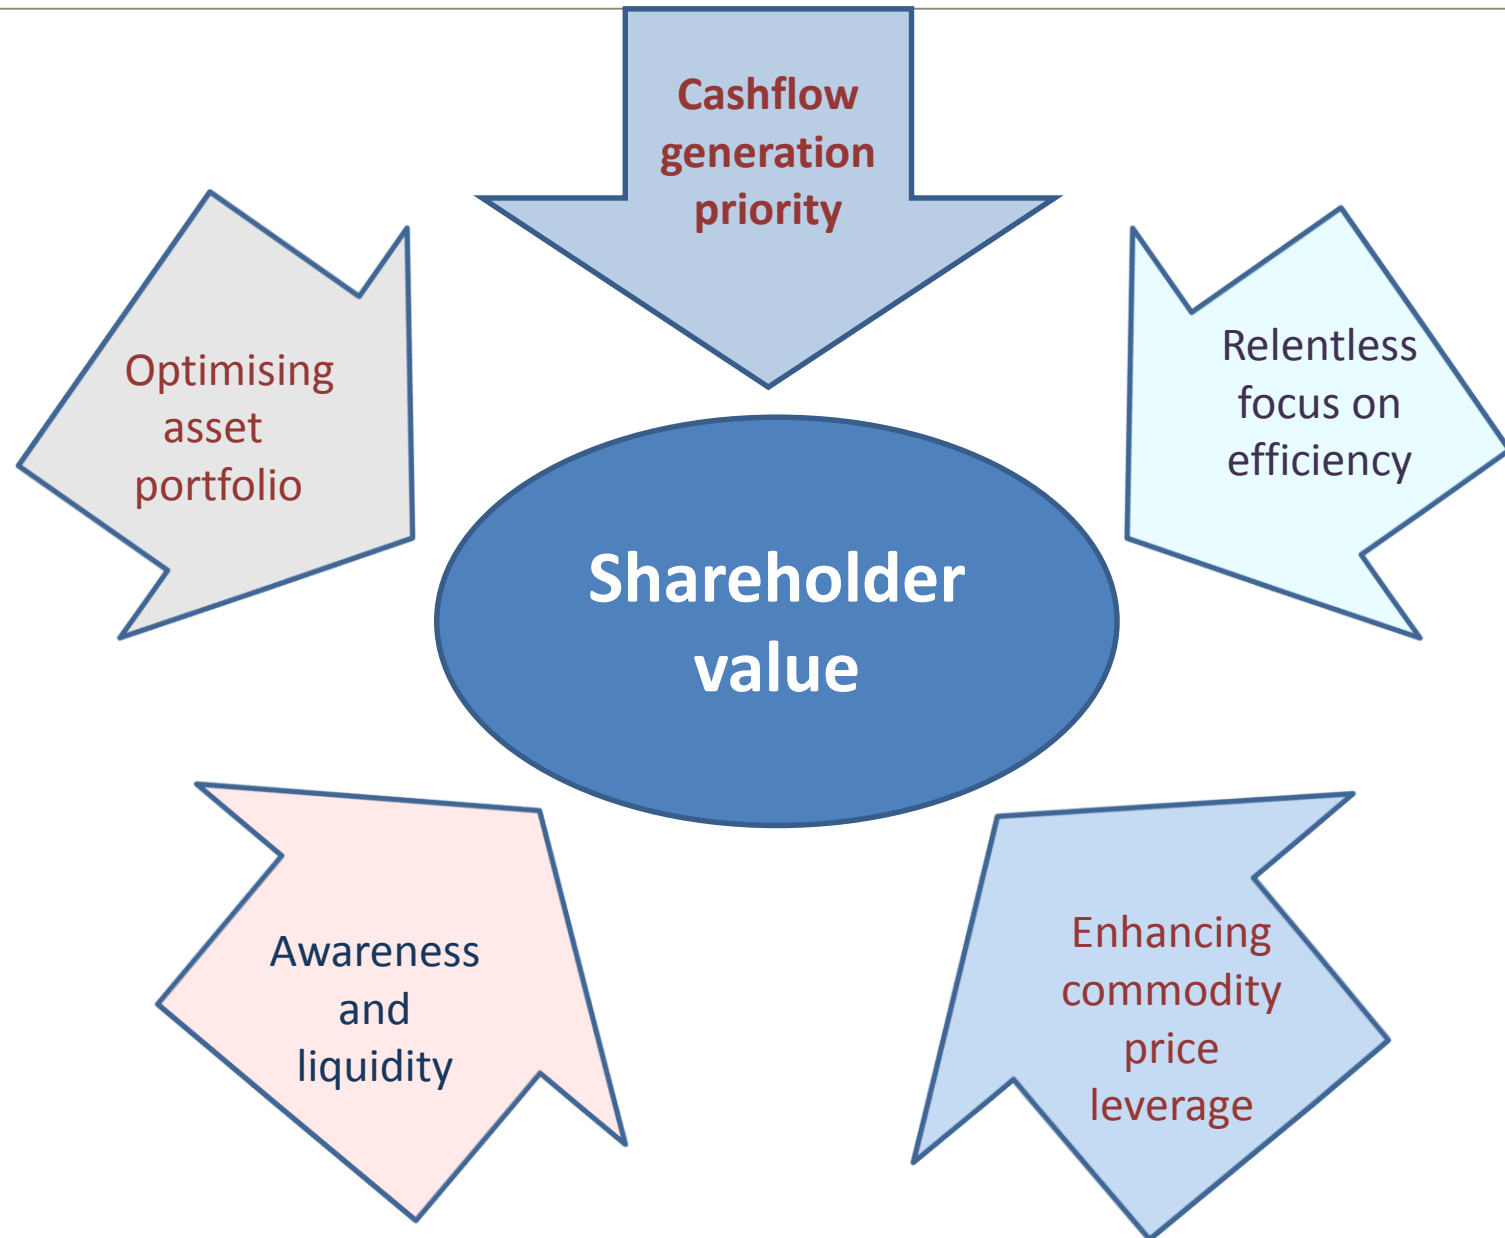 Cashflow
generation
priority
Optimising
asset
portfolio
Relentless
focus on
efficiency
Shareholder
value
Awareness
and
liquidity
Enhancing
commodity
price
leverage